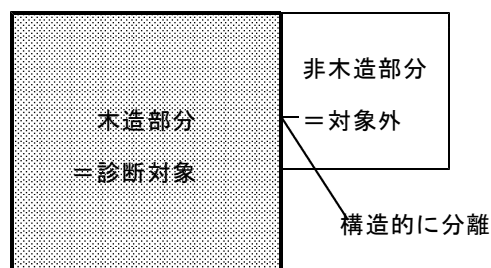 非木造部分
＝対象外
木造部分
＝診断対象
構造的に分離